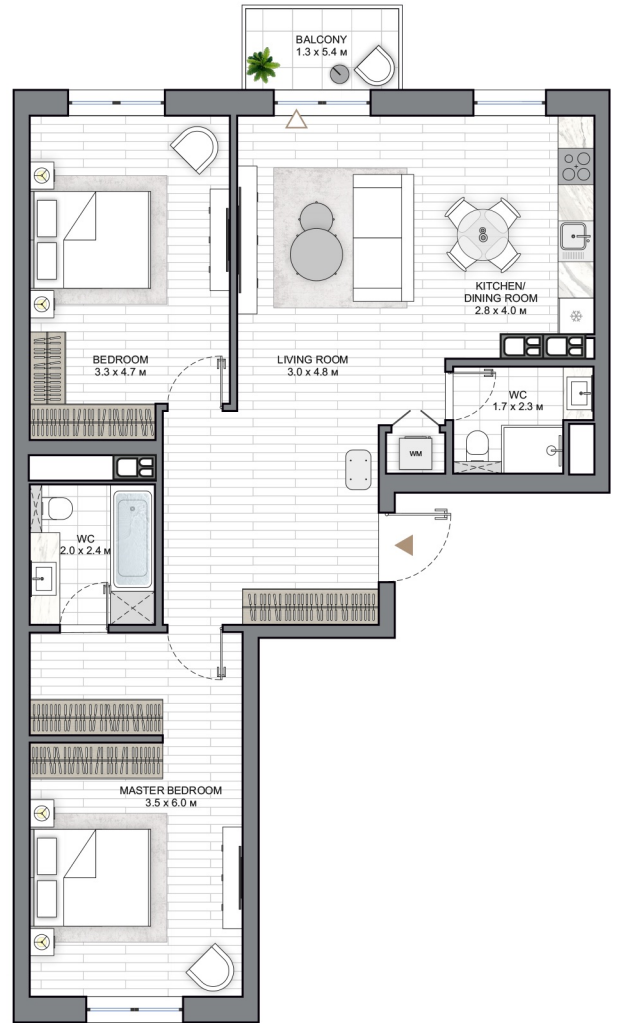 BALCONY
1.3 x 5.4 м
KITCHEN/
DINING ROOM
2.8 x 4.0 м
BEDROOM
3.3 x 4.7 м
LIVING ROOM
3.0 x 4.8 м
WC
1.7 x 2.3 м
WM
WC
2.0 x 2.4 м
MASTER BEDROOM
3.5 x 6.0 м